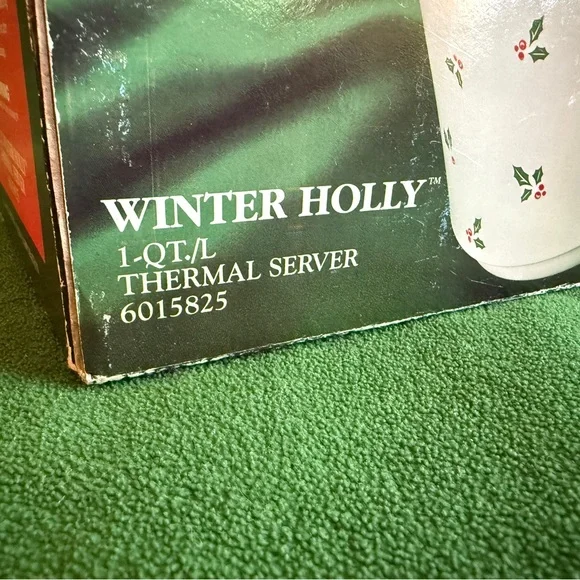 WINTER HOLLY™
1-QT./L
THERMAL SERVER
6015825